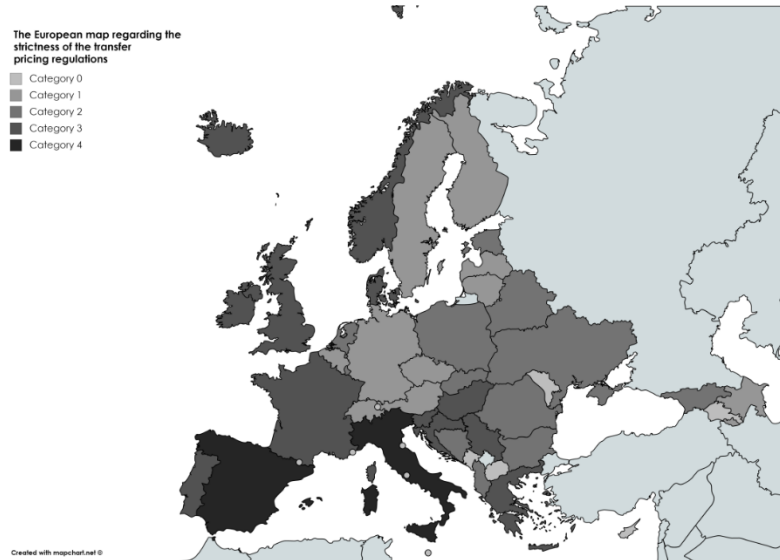 The European map regarding the
strictness of the transfer
pricing regulations
Category 0
Category 1
Category 2
Category 3
Category 4
Created with mapchart.net ©